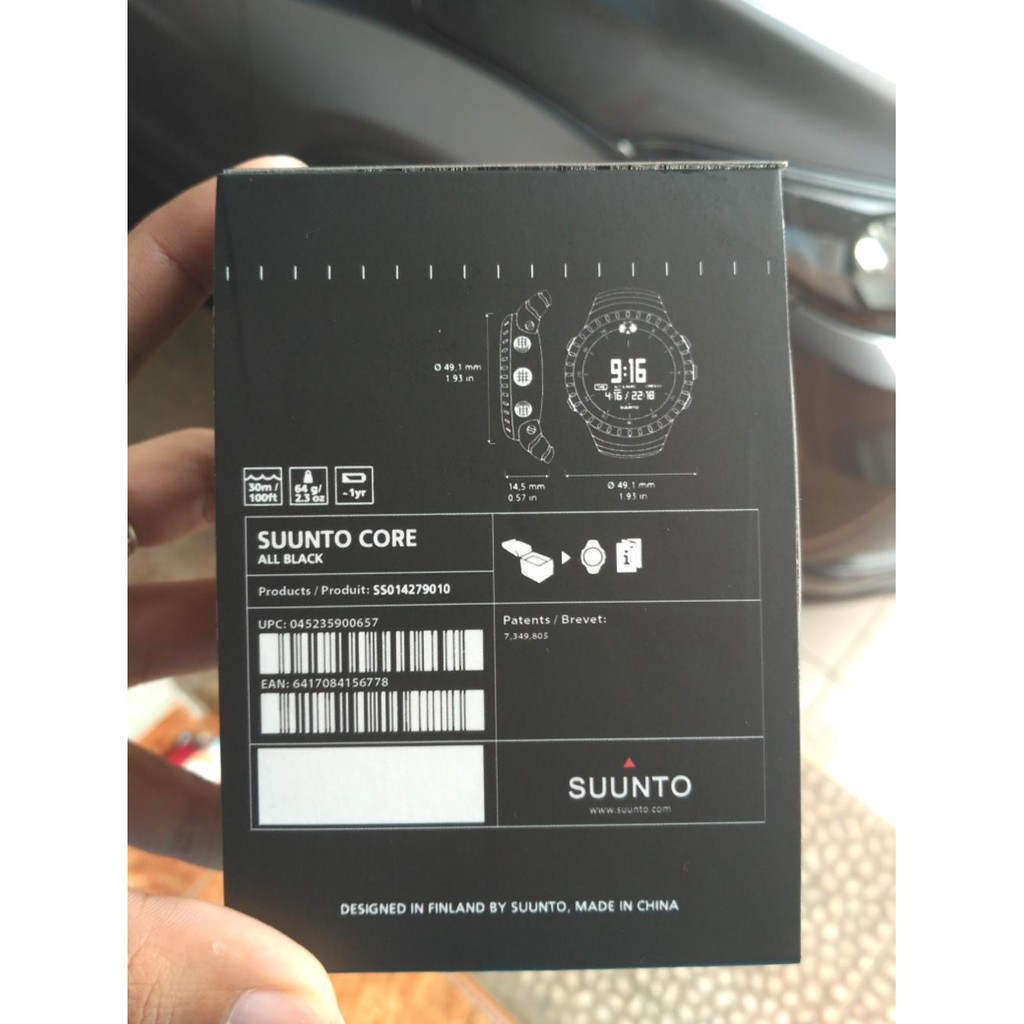 Ø 49,1 mm
1.93 in
9:16
4:16 / 22:18
SUUNTO
14,5 mm
0.57 in
Ø 49,1 mm
1.93 in
30m /
100ft
64 g/
2.3 oz
~1yr
SUUNTO CORE
ALL BLACK
Products / Produit: SS014279010
UPC: 045235900657
EAN: 6417084156778
i
Patents / Brevet:
7,349,805
SUUNTO
www.suunto.com
DESIGNED IN FINLAND BY SUUNTO, MADE IN CHINA